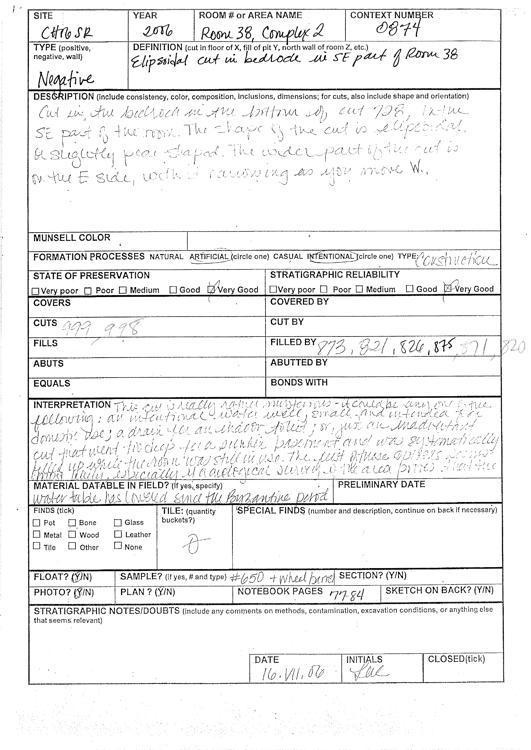 SITE
CHO6SR
YEAR
2006
ROOM # or AREA NAME
Room 38, Complex 2
CONTEXT NUMBER
0874
TYPE (positive, negative, wall)
Negative
DEFINITION (cut in floor of X, fill of pit Y, north wall of room Z, etc.)
Elipsoidal cut in bedrock in SE part of Room 38
DESCRIPTION (include consistency, color, composition, inclusions, dimensions; for cuts, also include shape and orientation)
Cut in the bedrock in the bottom of cut 728, in the
SE part of the room. The shape of the cut is elipsoidal
& slightly pear shaped. The wider part of the cut is
on the E side, with it narrowing as you move W.
MUNSELL COLOR
FORMATION PROCESSES NATURAL ARTIFICIAL (circle one) CASUAL INTENTIONAL (circle one) TYPE: Construction
STATE OF PRESERVATION
Very poor Poor Medium Good Very Good
STRATIGRAPHIC RELIABILITY
Very poor Poor Medium Good Very Good
COVERS
COVERED BY
CUTS 999, 998
CUT BY
FILLS
FILLED BY 873, 821, 826, 875, 871, 820
ABUTS
ABUTTED BY
EQUALS
BONDS WITH
INTERPRETATION This cut is really rather mysterious - it could be any one of the
following: an intentional water well, small and intended for
domestic use; a drain for an indoor toilet; or, just an inadvertent
cut that went too deep for a sunken basement and was systematically
filled up while the room was still in use. The first of these options
especially if the area proves that the
water table has lowered since the Byzantine period
MATERIAL DATABLE IN FIELD? (if yes, specify)
PRELIMINARY DATE
FINDS (tick)
Pot Bone Glass
Metal Wood Leather
Tile Other None
TILE: (quantity buckets?)
0
SPECIAL FINDS (number and description, continue on back if necessary)
FLOAT? (Y/N)
SAMPLE? (if yes, # and type) #650 + wheel barrel
SECTION? (Y/N)
PHOTO? (Y/N)
PLAN? (Y/N)
NOTEBOOK PAGES 77-84
SKETCH ON BACK? (Y/N)
STRATIGRAPHIC NOTES/DOUBTS (include any comments on methods, contamination, excavation conditions, or anything else
that seems relevant)
DATE
16.VII.06
INITIALS
CLOSED(tick)